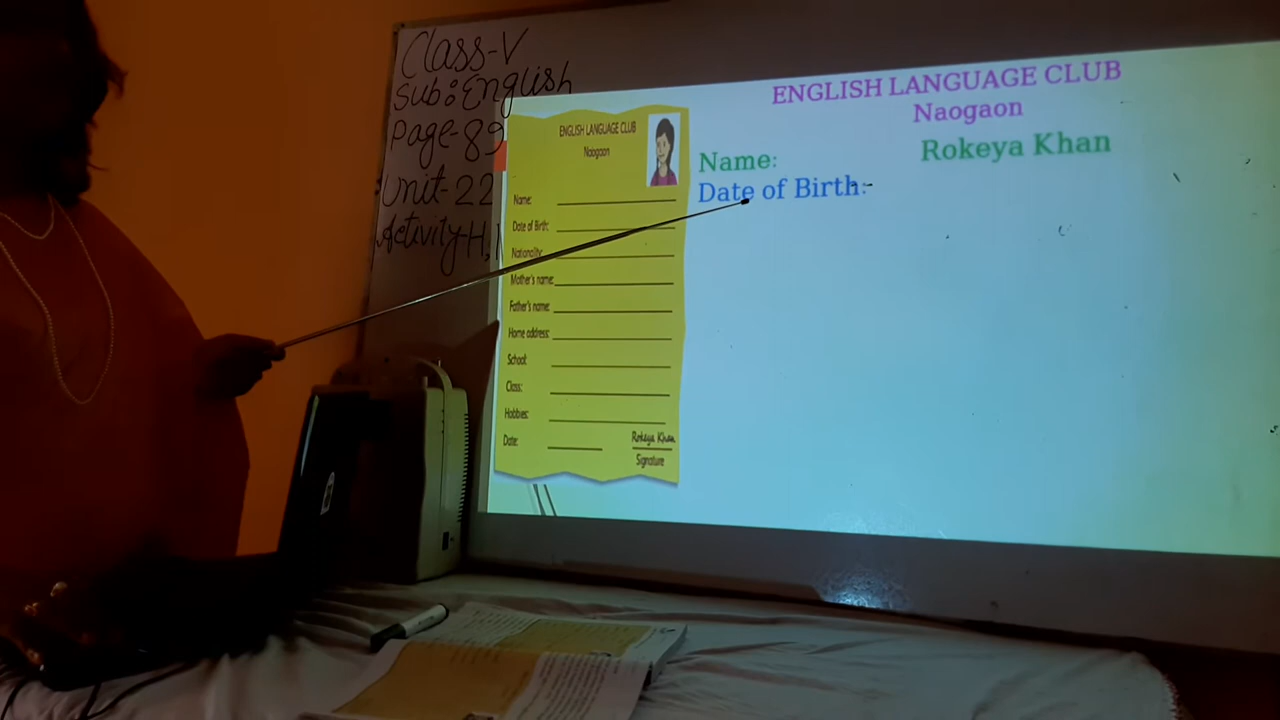 Class-V
Sub:English
Page-89
Unit-22
Activity-H,
ENGLISH LANGUAGE CLUB
Naogaon
Name:
Date of Birth:
Nationality:
Mother's name:
Father's name:
Home address:
School:
Class:
Hobbies:
Date:
Rokeya Khan
Signature
ENGLISH LANGUAGE CLUB
Naogaon
Name: Rokeya Khan
Date of Birth:-